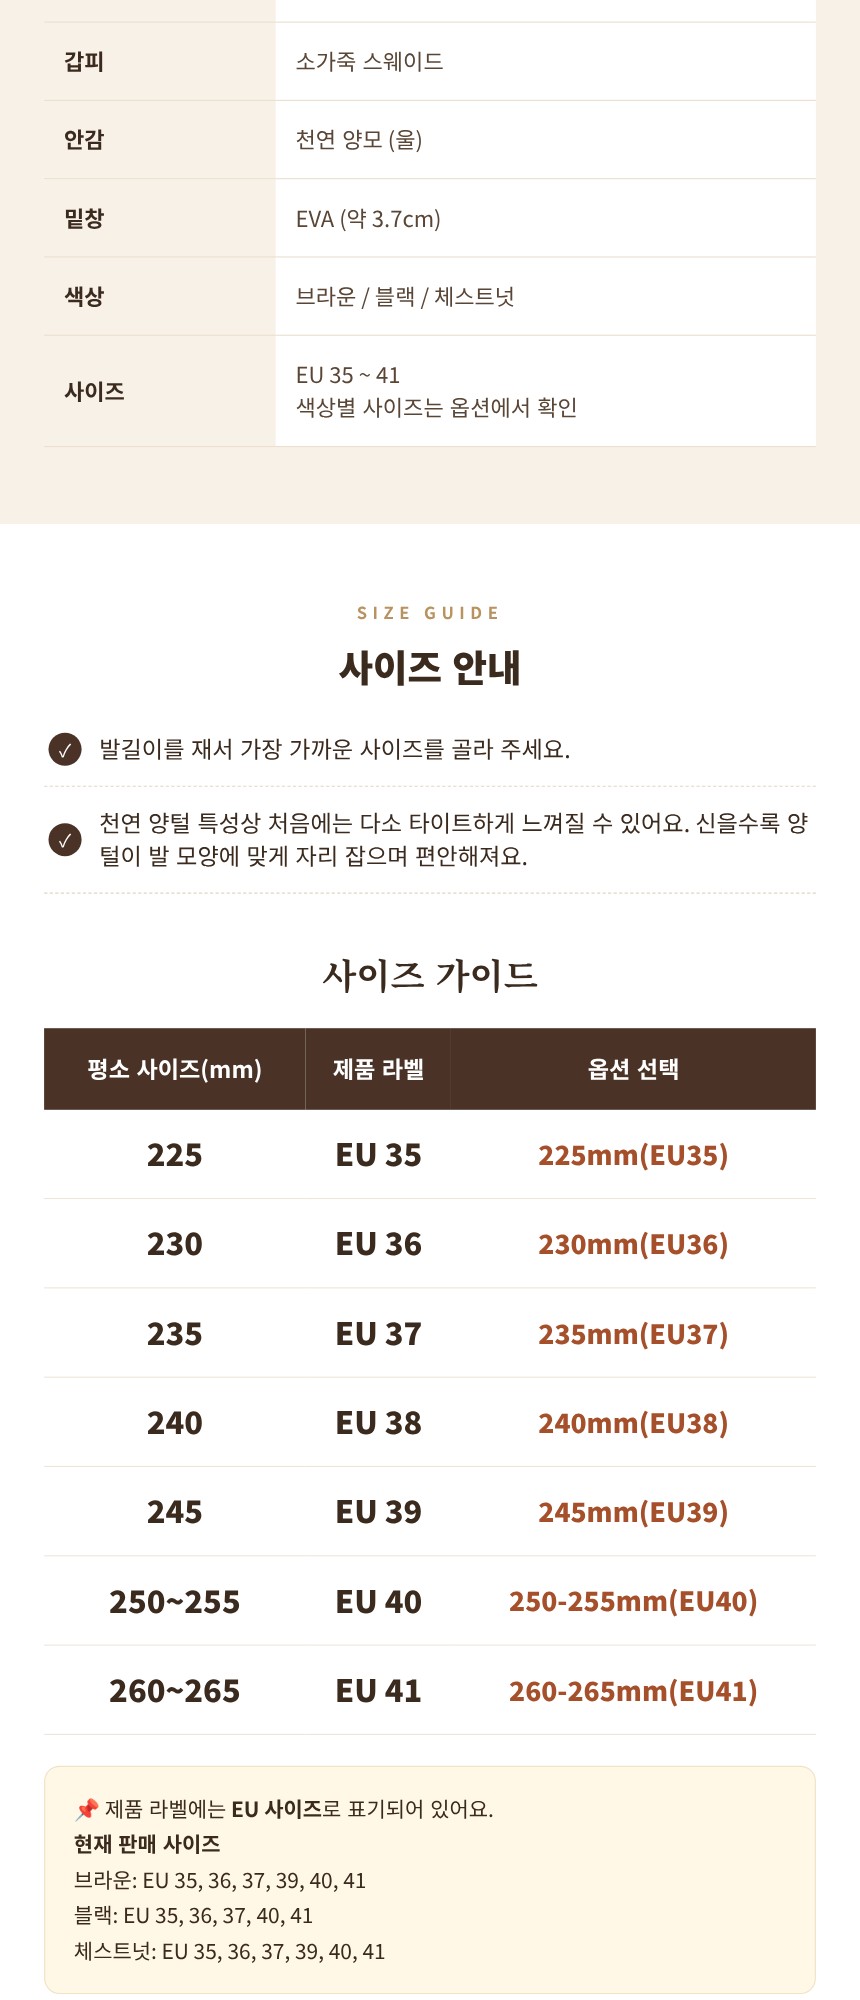 갑피
소가죽 스웨이드
안감
천연 양모 (울)
밑창
EVA (약 3.7cm)
색상
브라운 / 블랙 / 체스트넛
사이즈
EU 35 ~ 41
색상별 사이즈는 옵션에서 확인
SIZE GUIDE
사이즈 안내
✓ 발길이를 재서 가장 가까운 사이즈를 골라 주세요.
✓ 천연 양털 특성상 처음에는 다소 타이트하게 느껴질 수 있어요. 신을수록 양
털이 발 모양에 맞게 자리 잡으며 편안해져요.
사이즈 가이드
평소 사이즈(mm) 제품 라벨 옵션 선택
225 EU 35 225mm(EU35)
230 EU 36 230mm(EU36)
235 EU 37 235mm(EU37)
240 EU 38 240mm(EU38)
245 EU 39 245mm(EU39)
250~255 EU 40 250-255mm(EU40)
260~265 EU 41 260-265mm(EU41)
📌 제품 라벨에는 EU 사이즈로 표기되어 있어요.
현재 판매 사이즈
브라운: EU 35, 36, 37, 39, 40, 41
블랙: EU 35, 36, 37, 40, 41
체스트넛: EU 35, 36, 37, 39, 40, 41